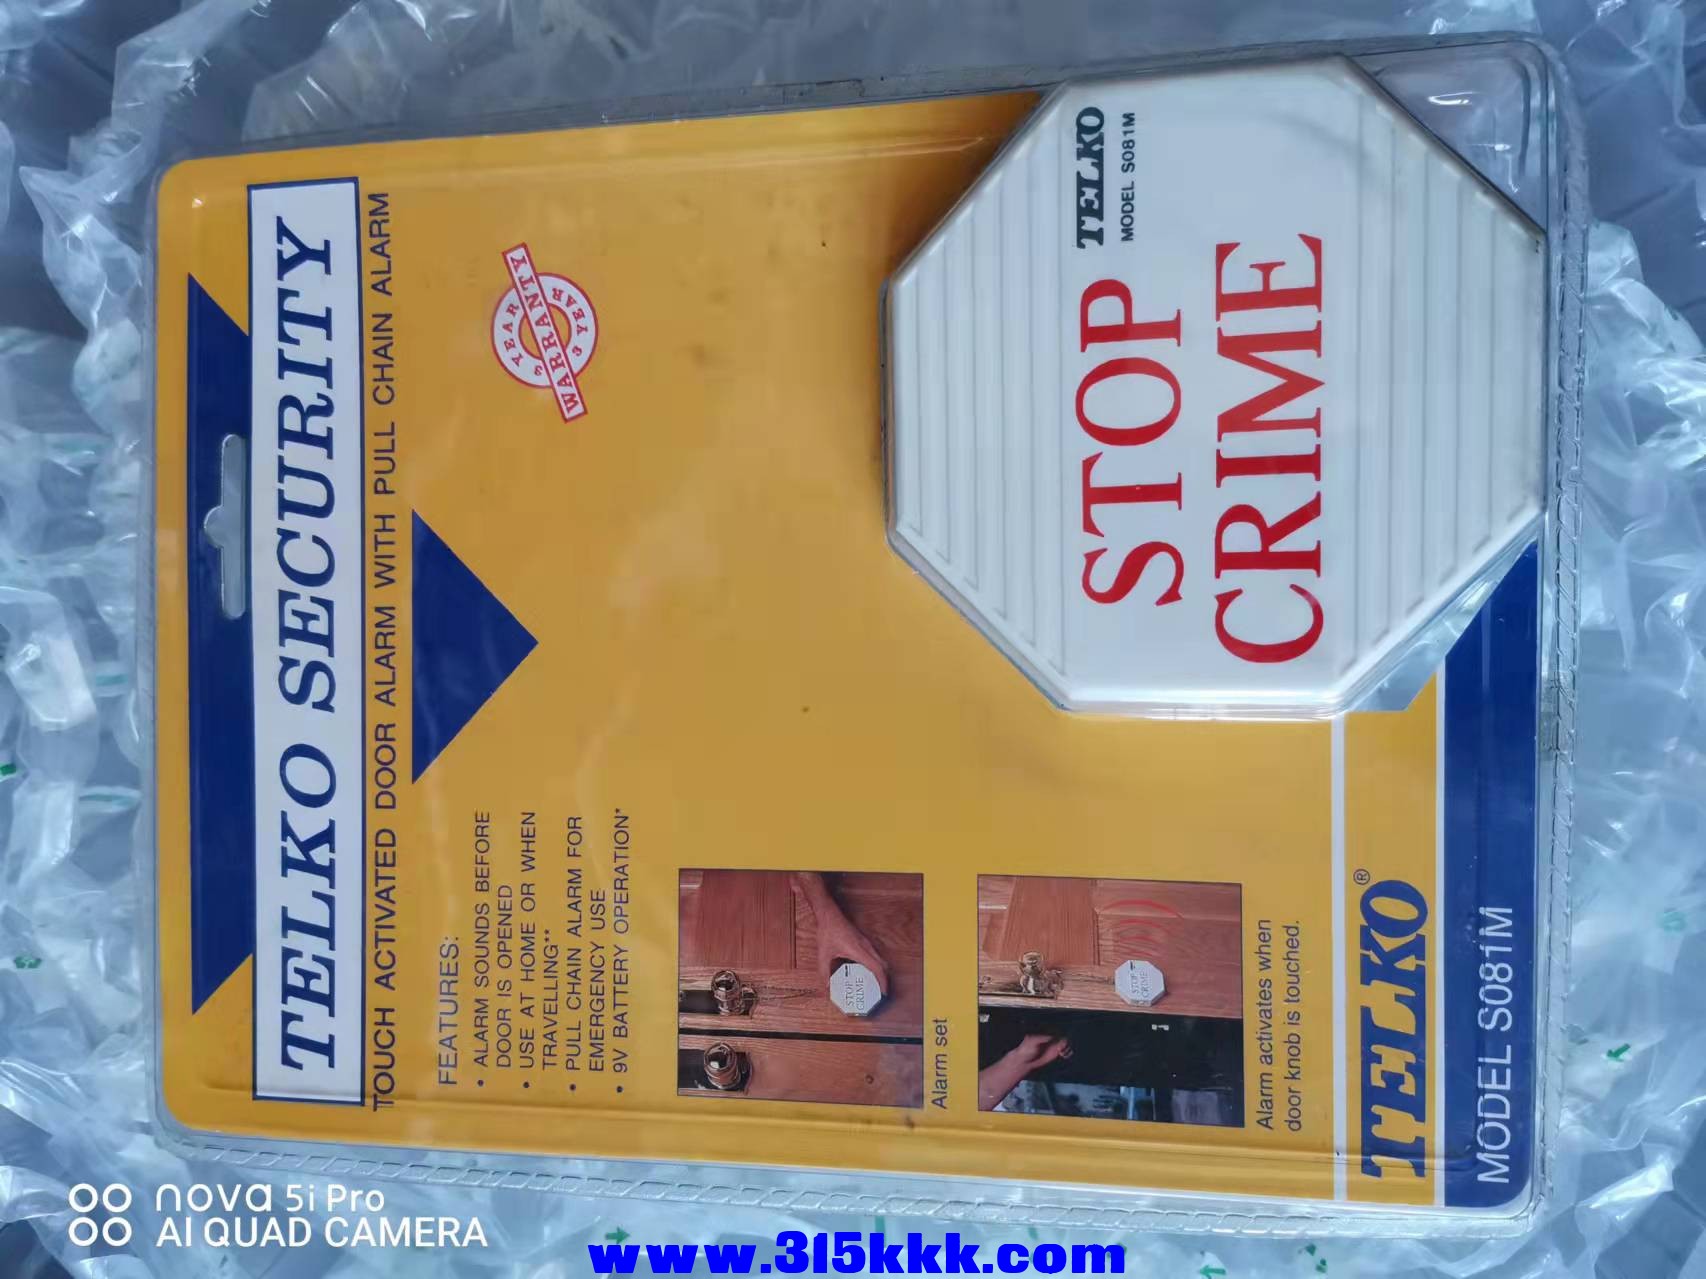 TELKO SECURITY
TOUCH ACTIVATED DOOR ALARM WITH PULL CHAIN ALARM
3 YEAR
WARRANTY
3 YEAR
FEATURES:
• ALARM SOUNDS BEFORE
DOOR IS OPENED
• USE AT HOME OR WHEN
TRAVELLING**
• PULL CHAIN ALARM FOR
EMERGENCY USE
• 9V BATTERY OPERATION*
STOP
CRIME
Alarm set
STOP
CRIME
Alarm activates when
door knob is touched.
TELKO
MODEL S081M
STOP
CRIME
TELKO®
MODEL S081M
nova 5i Pro
AI QUAD CAMERA
www.315kkk.com